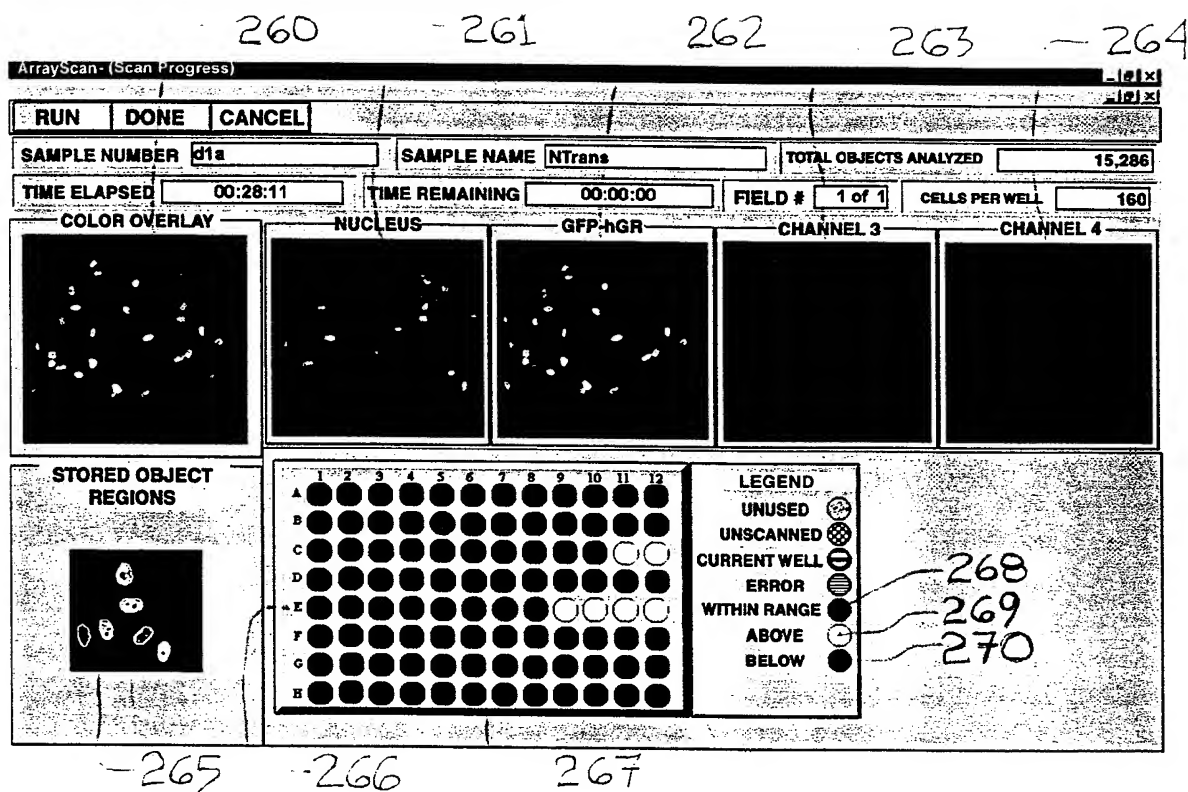 260 261 262 263 264
ArrayScan- (Scan Progress)
RUN DONE CANCEL
SAMPLE NUMBER d1a SAMPLE NAME NTrans TOTAL OBJECTS ANALYZED 15,286
TIME ELAPSED 00:28:11 TIME REMAINING 00:00:00 FIELD # 1 of 1 CELLS PER WELL 160
COLOR OVERLAY NUCLEUS GFP-hGR CHANNEL 3 CHANNEL 4
STORED OBJECT
REGIONS
1 2 3 4 5 6 7 8 9 10 11 12
A
B
C
D
E
F
G
H
LEGEND
UNUSED
UNSCANNED
CURRENT WELL
ERROR
WITHIN RANGE 268
ABOVE 269
BELOW 270
265 266 267